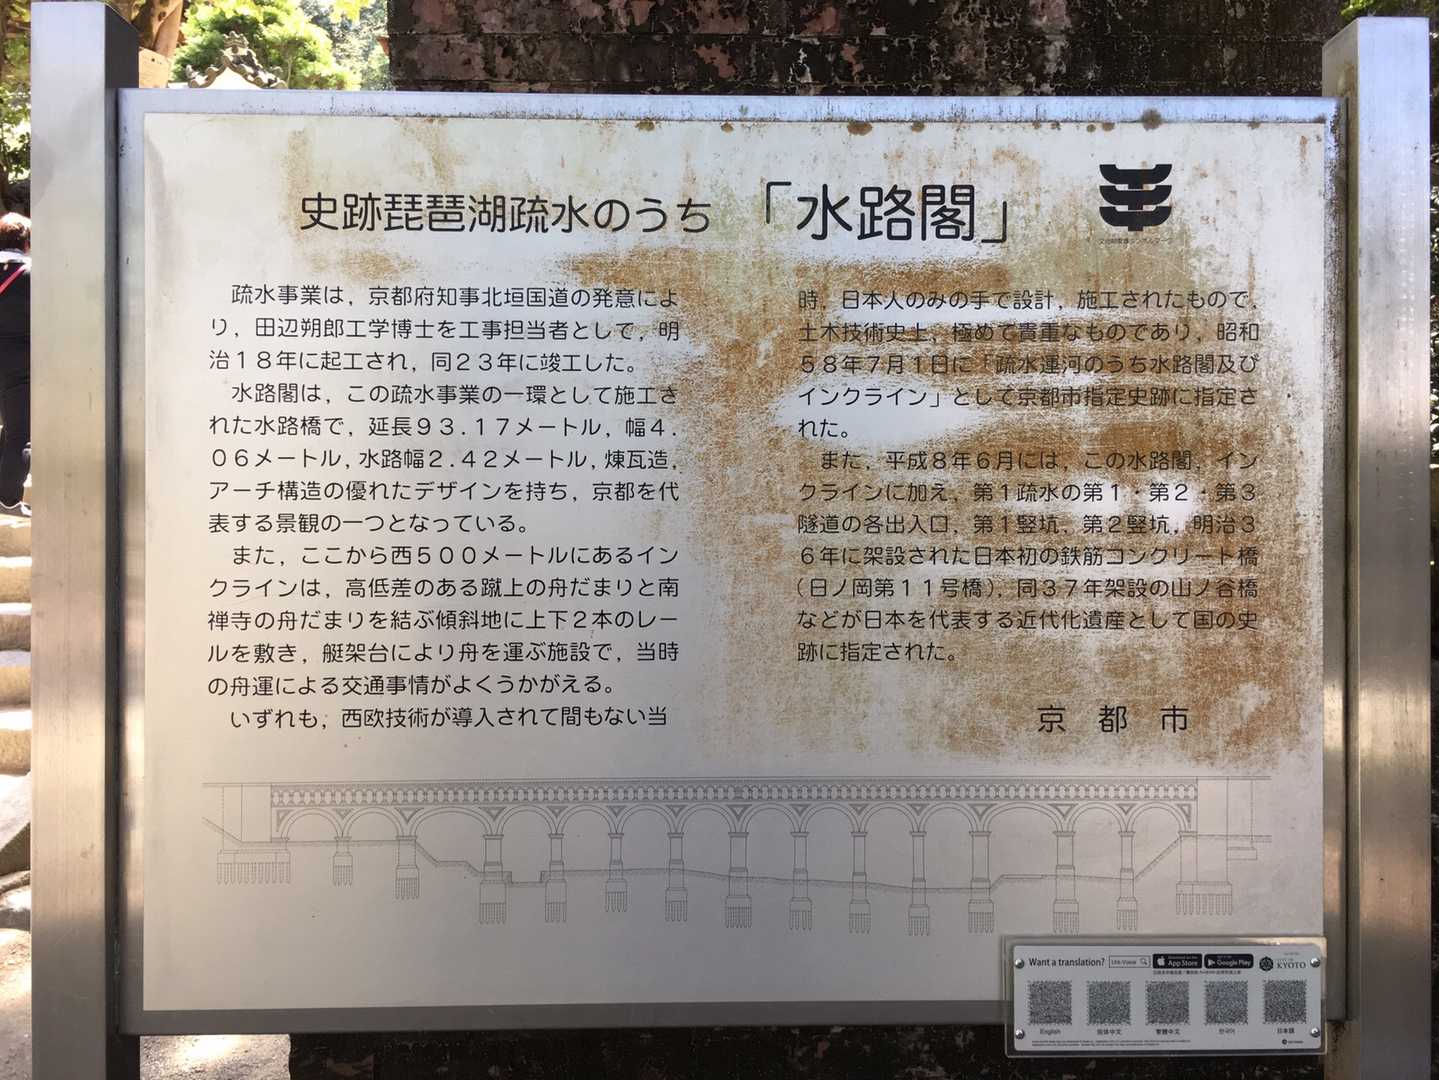 史跡琵琶湖疏水のうち 「水路閣」
疏水事業は，京都府知事北垣国道の発意によ
り，田辺朔郎工学博士を工事担当者として，明
治１８年に起工され，同２３年に竣工した。
水路閣は，この疏水事業の一環として施工さ
れた水路橋で，延長９３．１７メートル，幅４．
０６メートル，水路幅２．４２メートル，煉瓦造，
アーチ構造の優れたデザインを持ち，京都を代
表する景観の一つとなっている。
また，ここから西５００メートルにあるイン
クラインは，高低差のある蹴上の舟だまりと南
禅寺の舟だまりを結ぶ傾斜地に上下２本のレー
ルを敷き，艇架台により舟を運ぶ施設で，当時
の舟運による交通事情がよくうかがえる。
いずれも，西欧技術が導入されて間もない当
時，日本人のみの手で設計，施工されたもので，
土木技術史上，極めて貴重なものであり，昭和
５８年７月１日に「疏水運河のうち水路閣及び
インクライン」として京都市指定史跡に指定さ
れた。
また，平成８年６月には，この水路閣，イン
クラインに加え，第１疏水の第１・第２・第３
隧道の各出入口，第１竪坑，第２竪坑，明治３
６年に架設された日本初の鉄筋コンクリート橋
（日ノ岡第１１号橋），同３７年架設の山ノ谷橋
などが日本を代表する近代化遺産として国の史
跡に指定された。
京都市
Want a translation? Uni-Voice App Store Google Play KYOTO
English 简体中文 繁體中文 한국어 日本語